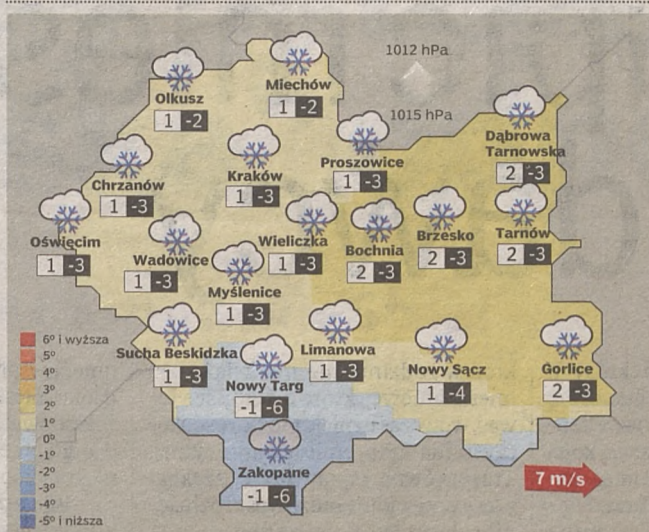 1012 hPa
1015 hPa
Olkusz
1 -2
Miechów
1 -2
Dąbrowa
Tarnowska
2 -3
Proszowice
1 -3
Kraków
1 -3
Chrzanów
1 -3
Oświęcim
1 -3
Wadowice
1 -3
Wieliczka
1 -3
Bochnia
2 -3
Brzesko
2 -3
Tarnów
2 -3
Myślenice
1 -3
Sucha Beskidzka
1 -3
Limanowa
1 -3
Nowy Sącz
1 -4
Gorlice
2 -3
Nowy Targ
-1 -6
Zakopane
-1 -6
6° i wyższa
5°
4°
3°
2°
1°
0°
-1°
-2°
-3°
-4°
-5° i niższa
7 m/s